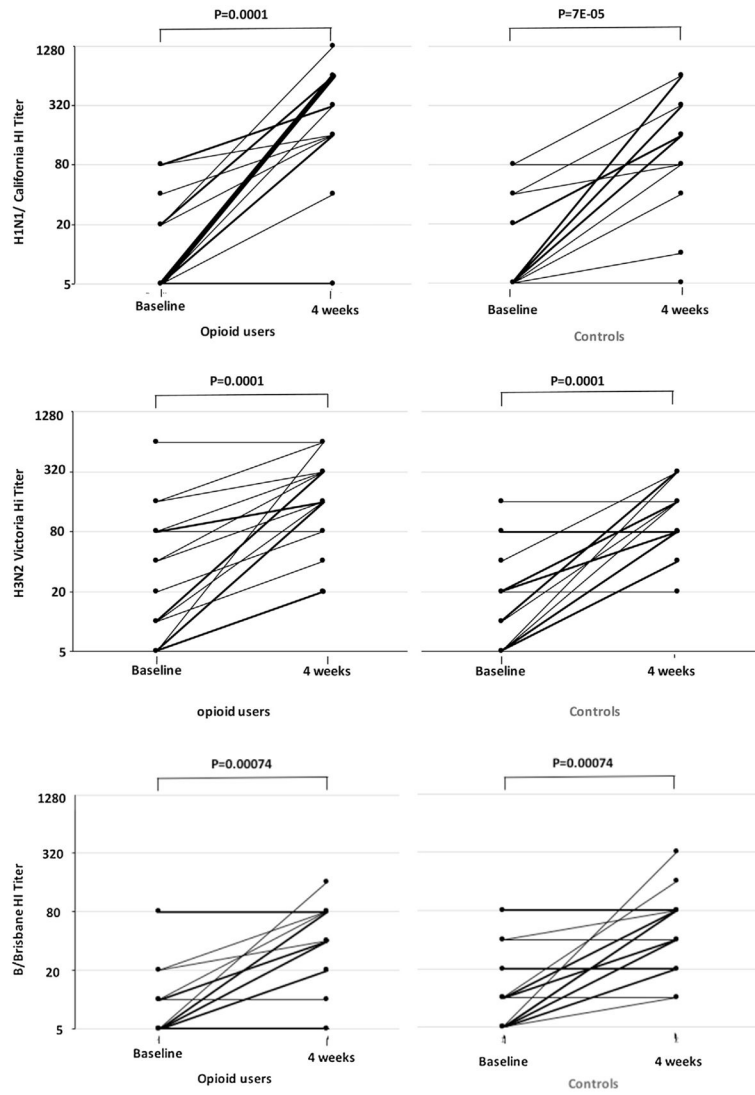 P=0.0001
P=7E-05
H1N1/ California HI Titer
1280
320
80
20
5
Baseline
4 weeks
Baseline
4 weeks
Opioid users
Controls
P=0.0001
P=0.0001
H3N2 Victoria Hi Titer
1280
320
80
20
5
Baseline
4 weeks
Baseline
4 weeks
opioid users
Controls
P=0.00074
P=0.00074
B/Brisbane HI Titer
1280
320
80
20
5
Baseline
4 weeks
Baseline
4 weeks
Opioid users
Controls